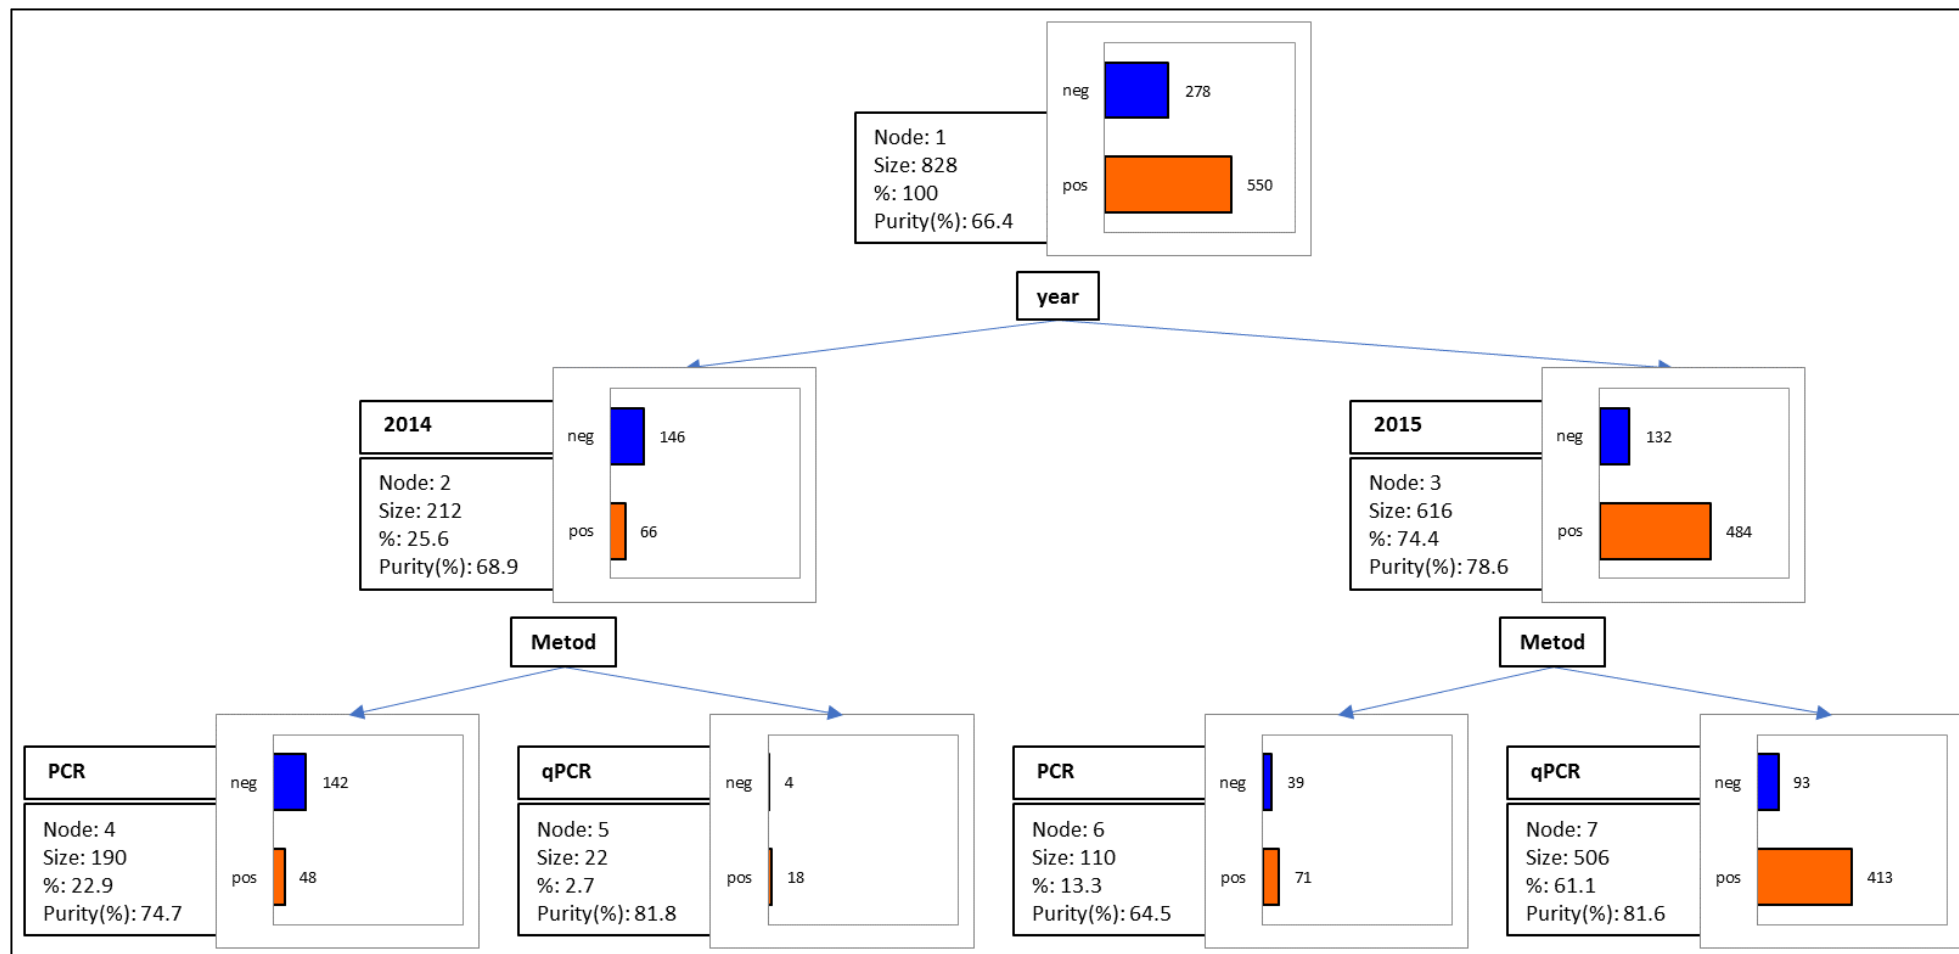 neg 278
pos 550
Node: 1
Size: 828
%: 100
Purity(%): 66.4
year
2014
Node: 2
Size: 212
%: 25.6
Purity(%): 68.9
neg 146
pos 66
2015
Node: 3
Size: 616
%: 74.4
Purity(%): 78.6
neg 132
pos 484
Metod
Metod
PCR
Node: 4
Size: 190
%: 22.9
Purity(%): 74.7
neg 142
pos 48
qPCR
Node: 5
Size: 22
%: 2.7
Purity(%): 81.8
neg 4
pos 18
PCR
Node: 6
Size: 110
%: 13.3
Purity(%): 64.5
neg 39
pos 71
qPCR
Node: 7
Size: 506
%: 61.1
Purity(%): 81.6
neg 93
pos 413